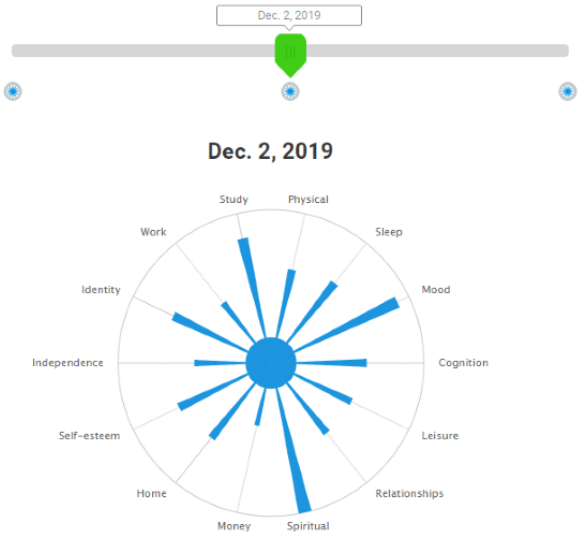 Dec. 2, 2019
Dec. 2, 2019
Study
Physical
Work
Sleep
Identity
Mood
Independence
Cognition
Self-esteem
Leisure
Home
Relationships
Money
Spiritual